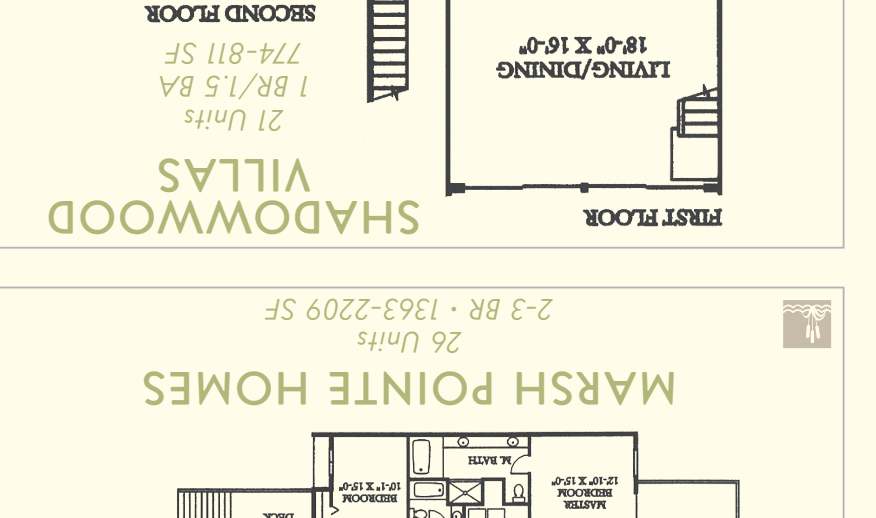 DECK
MASTER
BEDROOM
12'-10" X 15'-0"
BEDROOM
10'-1" X 15'-0"
M. BATH
MARSH POINTE HOMES
26 Units
2-3 BR • 1363-2209 SF
FIRST FLOOR
LIVING/DINING
18'-0" X 16'-0"
SHADOWWOOD
VILLAS
21 Units
1 BR/1.5 BA
774-811 SF
SECOND FLOOR